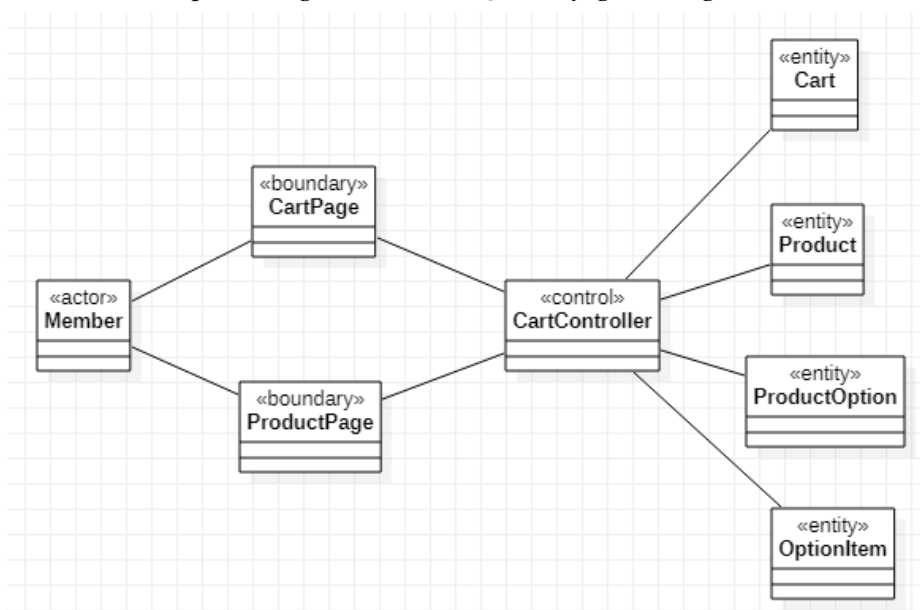 «entity»
Cart
«boundary»
CartPage
«entity»
Product
«actor»
Member
«control»
CartController
«boundary»
ProductPage
«entity»
ProductOption
«entity»
OptionItem